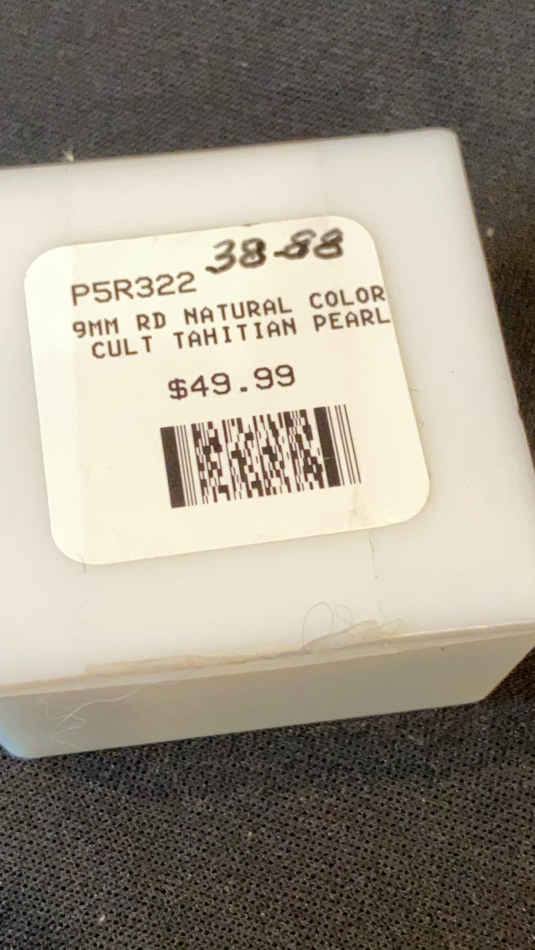 38-88
P5R322
9MM RD NATURAL COLOR
CULT TAHITIAN PEARL
$49.99